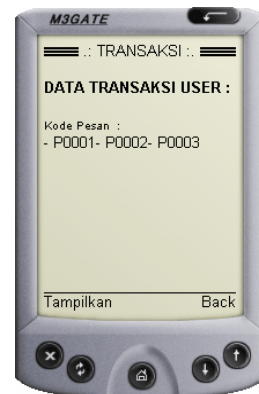 M3GATE
.: TRANSAKSI :.
DATA TRANSAKSI USER :
Kode Pesan :
- P0001- P0002- P0003
Tampilkan Back